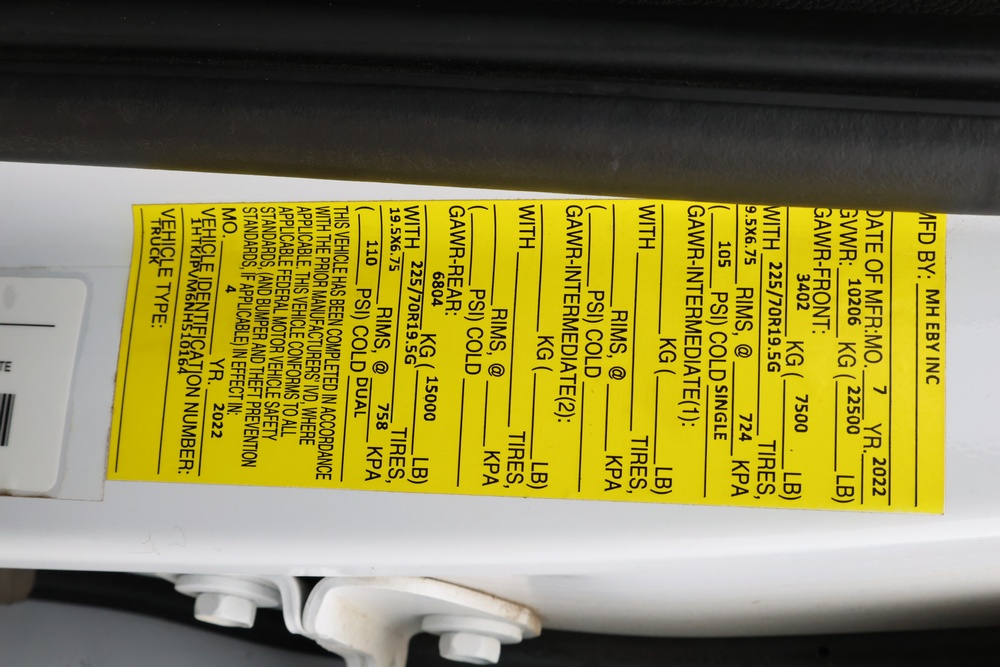 MFD BY: MH EBY INC
DATE OF MFR:MO. 7 YR. 2022
GVWR: 10206 KG ( 22500 LB)
GAWR-FRONT:
3402 KG ( 7500 LB)
WITH 225/70R19.5G TIRES,
9.5X6.75 RIMS, @ 724 KPA
( 105 PSI) COLD SINGLE
GAWR-INTERMEDIATE(1):
KG ( LB)
WITH TIRES,
RIMS, @ KPA
( PSI) COLD
GAWR-INTERMEDIATE(2):
KG ( LB)
WITH TIRES,
RIMS, @ KPA
( PSI) COLD
GAWR-REAR:
6804 KG ( 15000 LB)
WITH 225/70R19.5G TIRES,
19.5X6.75 RIMS, @ 758 KPA
( 110 PSI) COLD DUAL
THIS VEHICLE HAS BEEN COMPLETED IN ACCORDANCE
WITH THE PRIOR MANUFACTURERS' IVD, WHERE
APPLICABLE. THIS VEHICLE CONFORMS TO ALL
APPLICABLE FEDERAL MOTOR VEHICLE SAFETY
STANDARDS, (AND BUMPER AND THEFT PREVENTION
STANDARDS, IF APPLICABLE) IN EFFECT IN:
MO. 4 YR. 2022
VEHICLE IDENTIFICATION NUMBER:
VEHICLE TYPE:
TRUCK
TE